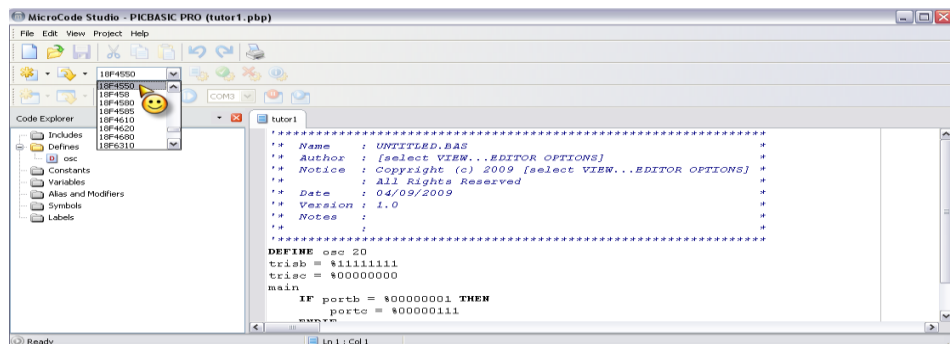 MicroCode Studio - PICBASIC PRO (tutor1.pbp)
File Edit View Project Help
18F4550
18F4550
18F458
18F4580
18F4585
18F4610
18F4620
18F4680
18F6310
COM3
Code Explorer
Includes
Defines
osc
Constants
Variables
Alias and Modifiers
Symbols
Labels
tutor1
'****************************************************************
'*  Name    : UNTITLED.BAS                                      *
'*  Author  : [select VIEW...EDITOR OPTIONS]                    *
'*  Notice  : Copyright (c) 2009 [select VIEW...EDITOR OPTIONS] *
'*          : All Rights Reserved                               *
'*  Date    : 04/09/2009                                        *
'*  Version : 1.0                                               *
'*  Notes   :                                                   *
'*          :                                                   *
'****************************************************************
DEFINE osc 20
trisb = %11111111
trisc = %00000000
main
IF portb = %00000001 THEN
portc = %00000111
ENDIF
Ready
Ln 1 : Col 1